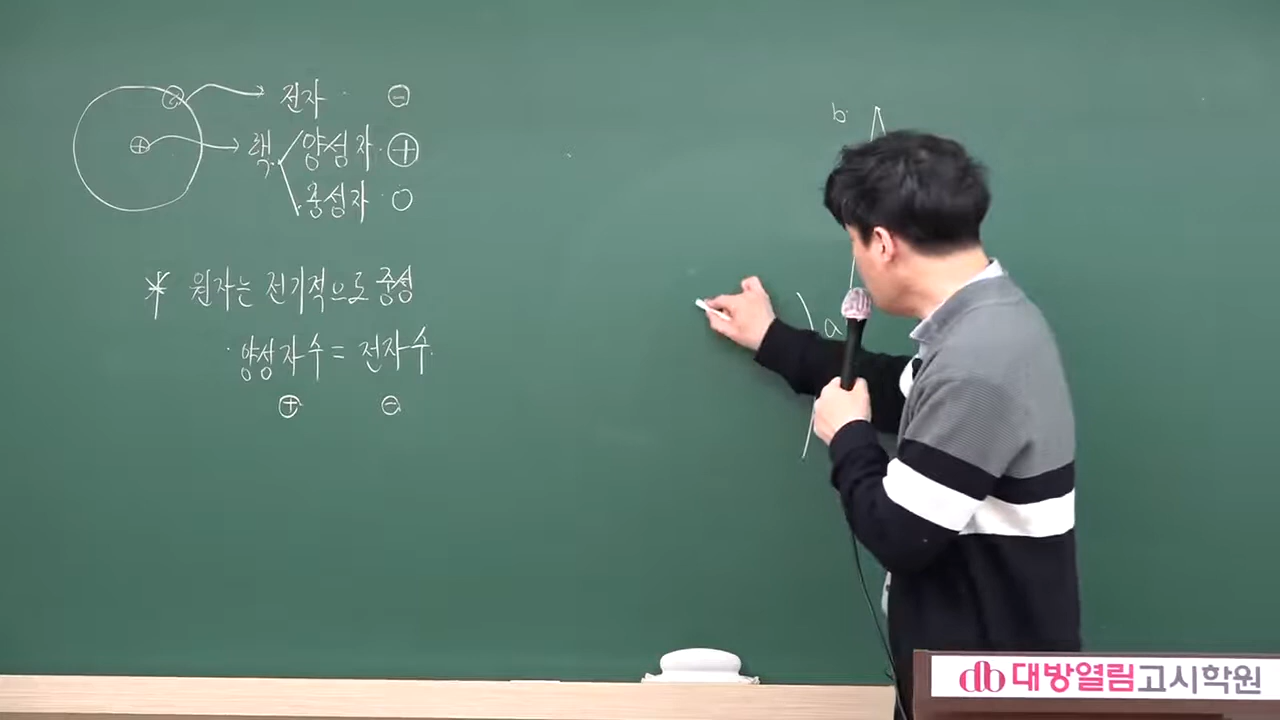 전자 ⊖
핵 양성자 ⊕
중성자 ○
* 원자는 전기적으로 중성
양성자수 = 전자수
⊕ ⊖
b
a
대방열림고시학원